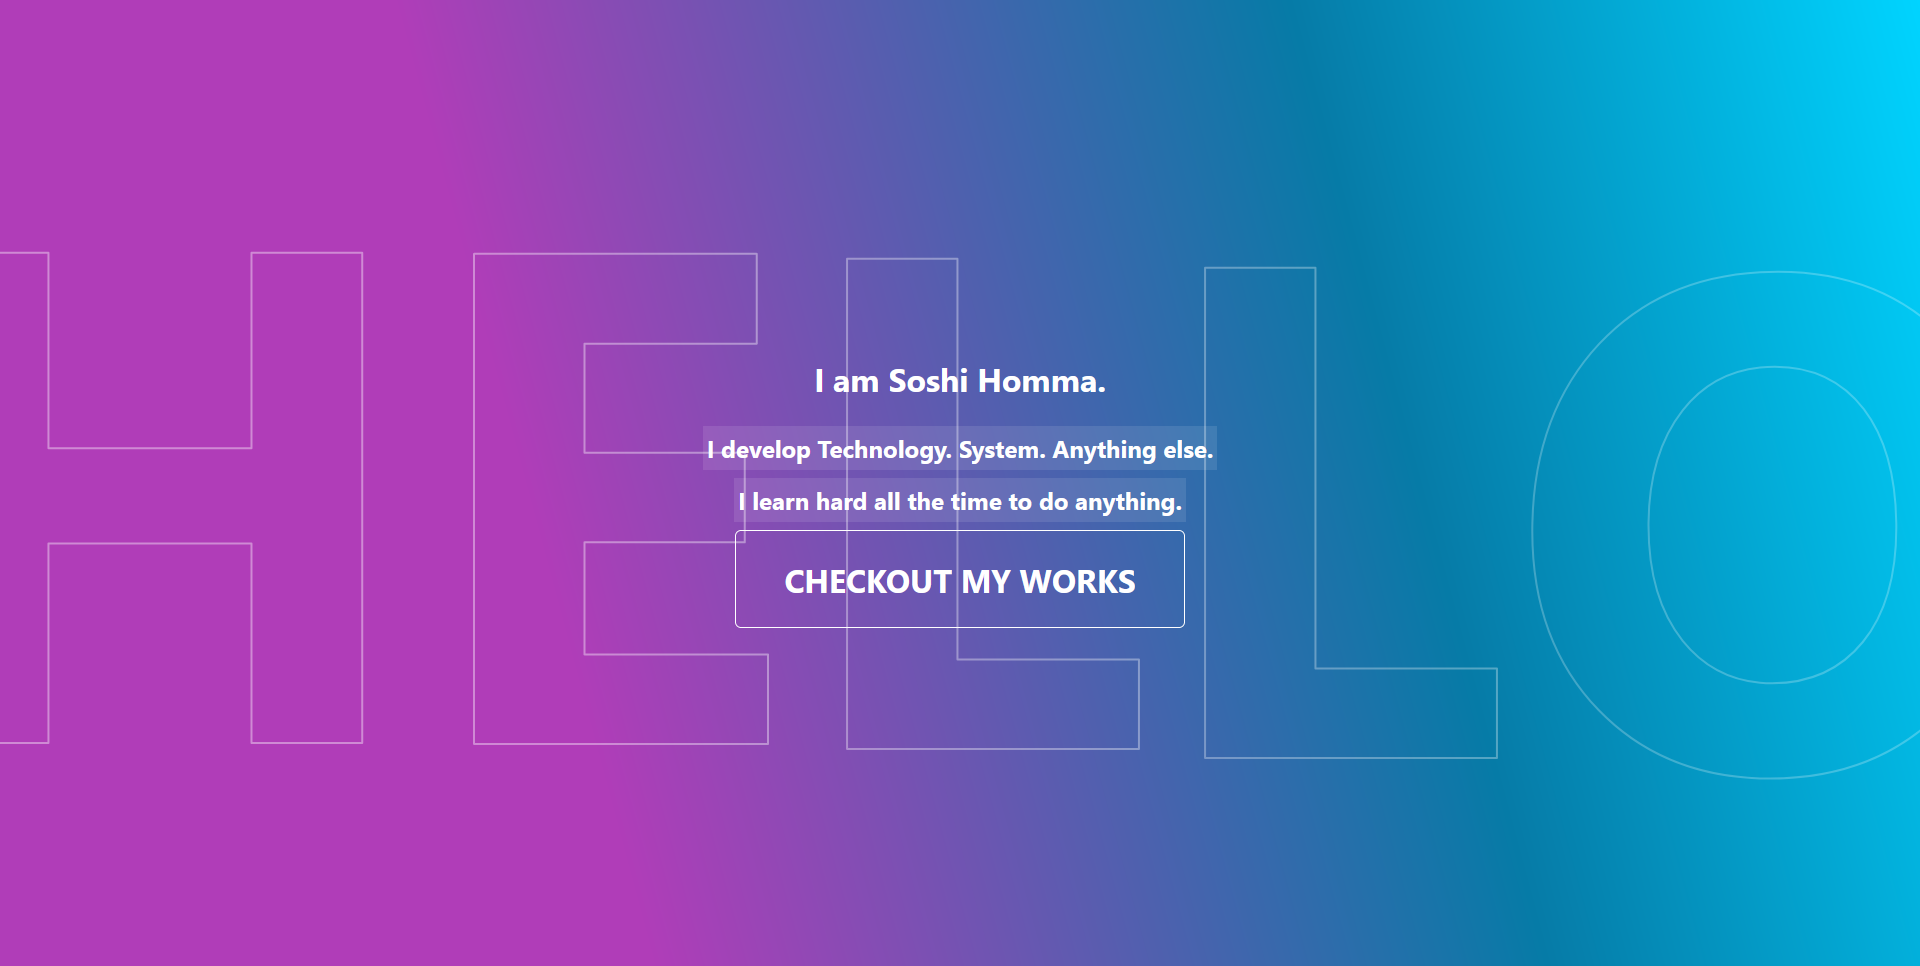 HELLO
I am Soshi Homma.
I develop Technology. System. Anything else.
I learn hard all the time to do anything.
CHECKOUT MY WORKS